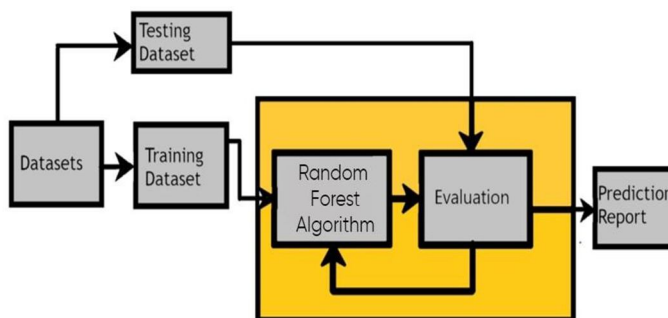 Testing
Dataset
Datasets
Training
Dataset
Random
Forest
Algorithm
Evaluation
Prediction
Report